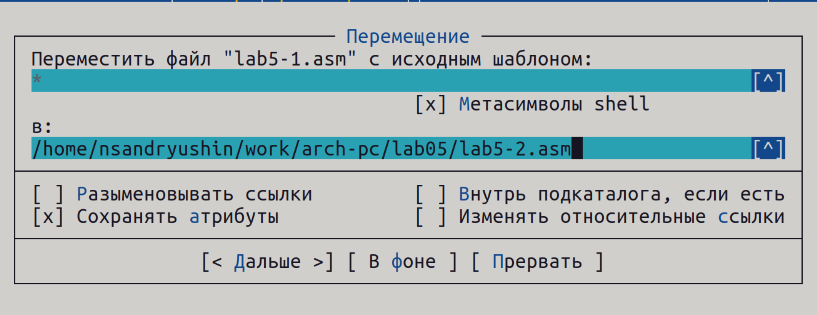 Перемещение
Переместить файл "lab5-1.asm" с исходным шаблоном:
* [^]
[x] Метасимволы shell
в:
/home/nsandryushin/work/arch-pc/lab05/lab5-2.asm [^]
[ ] Разыменовывать ссылки [ ] Внутрь подкаталога, если есть
[x] Сохранять атрибуты [ ] Изменять относительные ссылки
[< Дальше >] [ В фоне ] [ Прервать ]